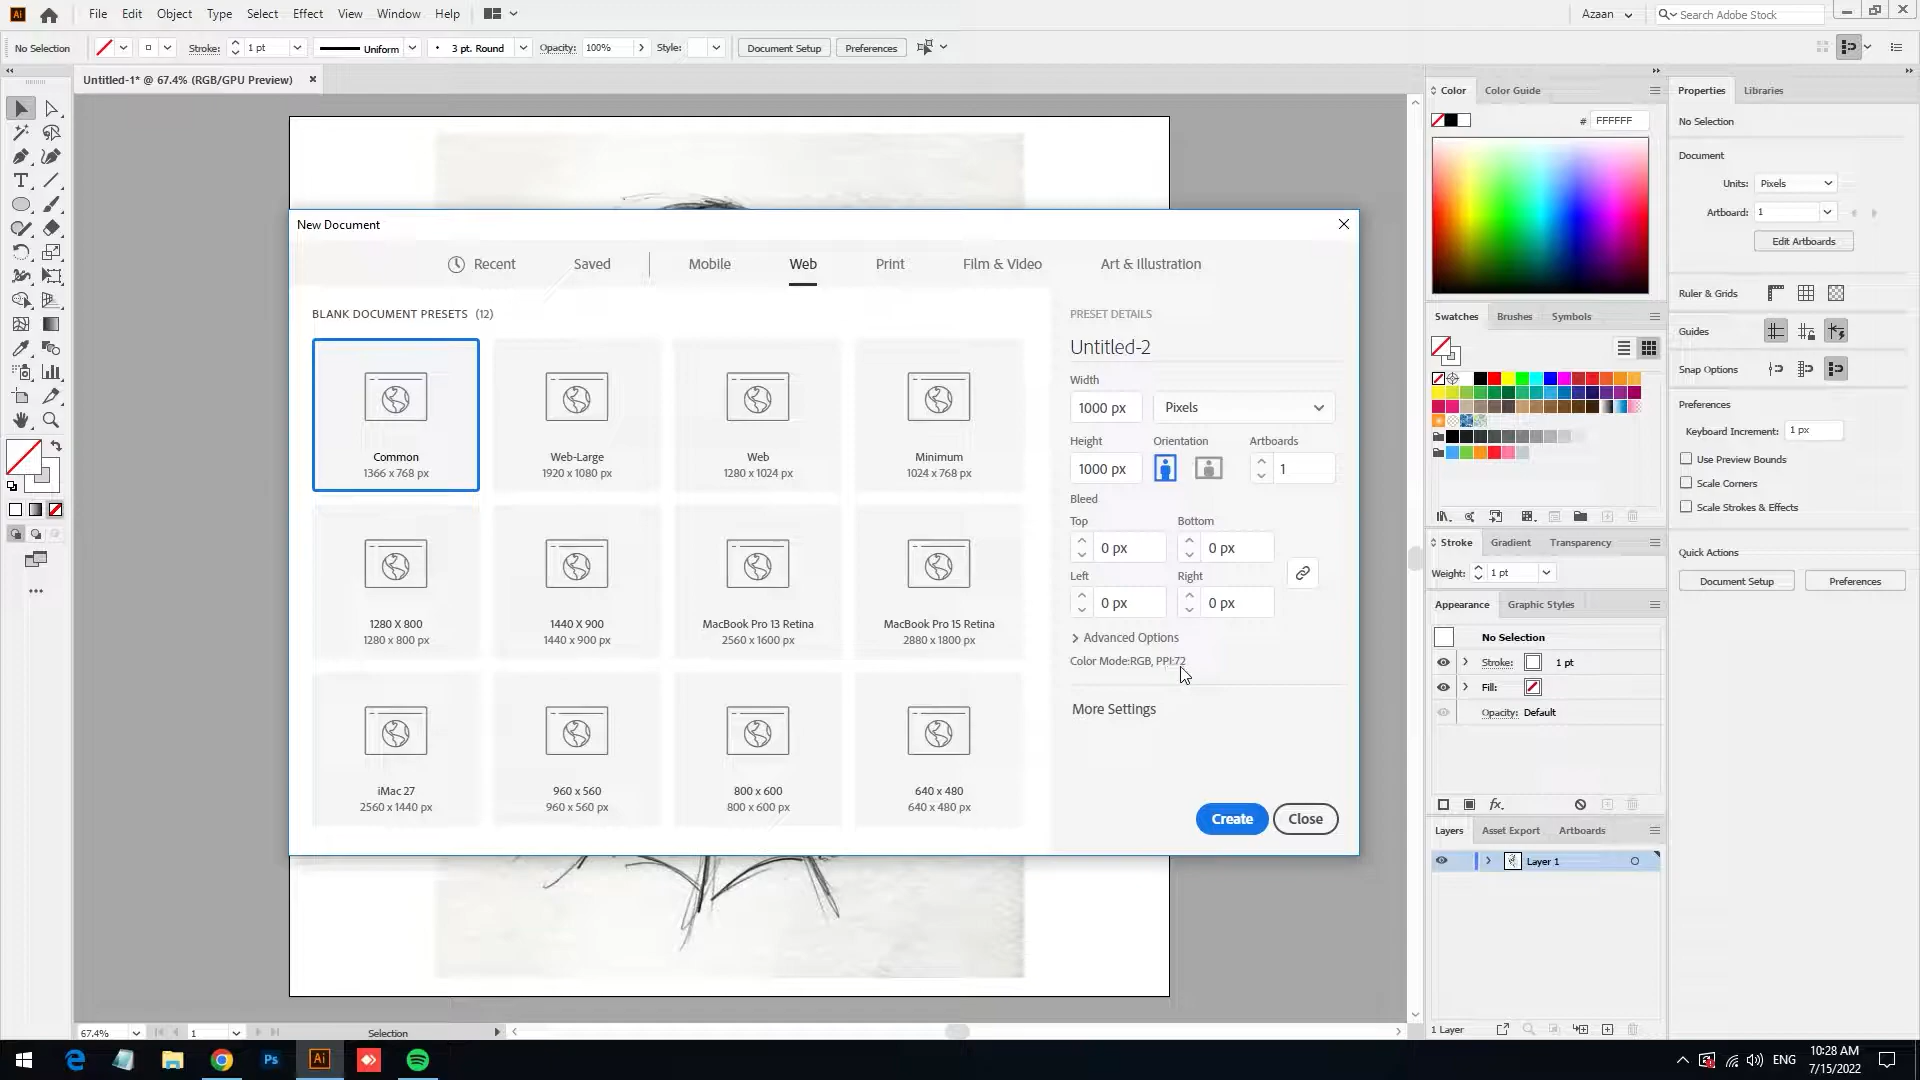 Ai File Edit Object Type Select Effect View Window Help Azaan Search Adobe Stock
No Selection Stroke: 1 pt Uniform 3 pt. Round Opacity: 100% Style: Document Setup Preferences
Untitled-1* @ 67.4% (RGB/GPU Preview)
New Document
Recent Saved Mobile Web Print Film & Video Art & Illustration
BLANK DOCUMENT PRESETS (12)
Common
1366 x 768 px
Web-Large
1920 x 1080 px
Web
1280 x 1024 px
Minimum
1024 x 768 px
1280 X 800
1280 x 800 px
1440 X 900
1440 x 900 px
MacBook Pro 13 Retina
2560 x 1600 px
MacBook Pro 15 Retina
2880 x 1800 px
iMac 27
2560 x 1440 px
960 x 560
960 x 560 px
800 x 600
800 x 600 px
640 x 480
640 x 480 px
PRESET DETAILS
Untitled-2
Width
1000 px Pixels
Height Orientation Artboards
1000 px 1
Bleed
Top Bottom
0 px 0 px
Left Right
0 px 0 px
Advanced Options
Color Mode:RGB, PPI:72
More Settings
Create Close
Color Color Guide
# FFFFFF
Swatches Brushes Symbols
Stroke Gradient Transparency
Weight: 1 pt
Appearance Graphic Styles
No Selection
Stroke: 1 pt
Fill:
Opacity: Default
fx
Layers Asset Export Artboards
Layer 1
1 Layer
Properties Libraries
No Selection
Document
Units: Pixels
Artboard: 1
Edit Artboards
Ruler & Grids
Guides
Snap Options
Preferences
Keyboard Increment: 1 px
Use Preview Bounds
Scale Corners
Scale Strokes & Effects
Quick Actions
Document Setup Preferences
67.4% 1 Selection
Ps Ai ENG
10:28 AM
7/15/2022